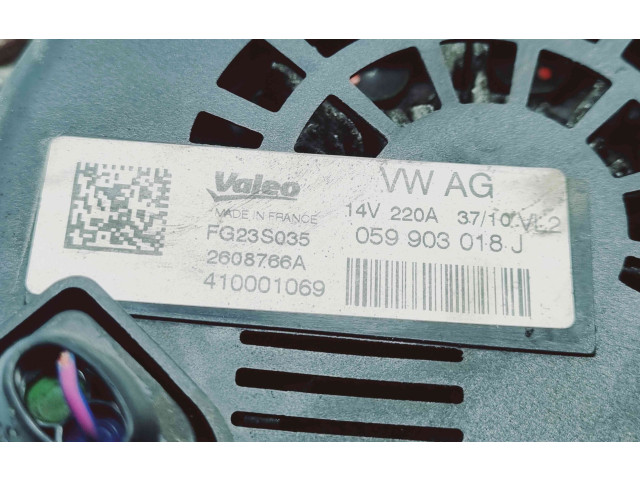 Valeo
MADE IN FRANCE
FG23S035
2608766A
410001069
VW AG
14V 220A 37/10 VL2
059 903 018 J